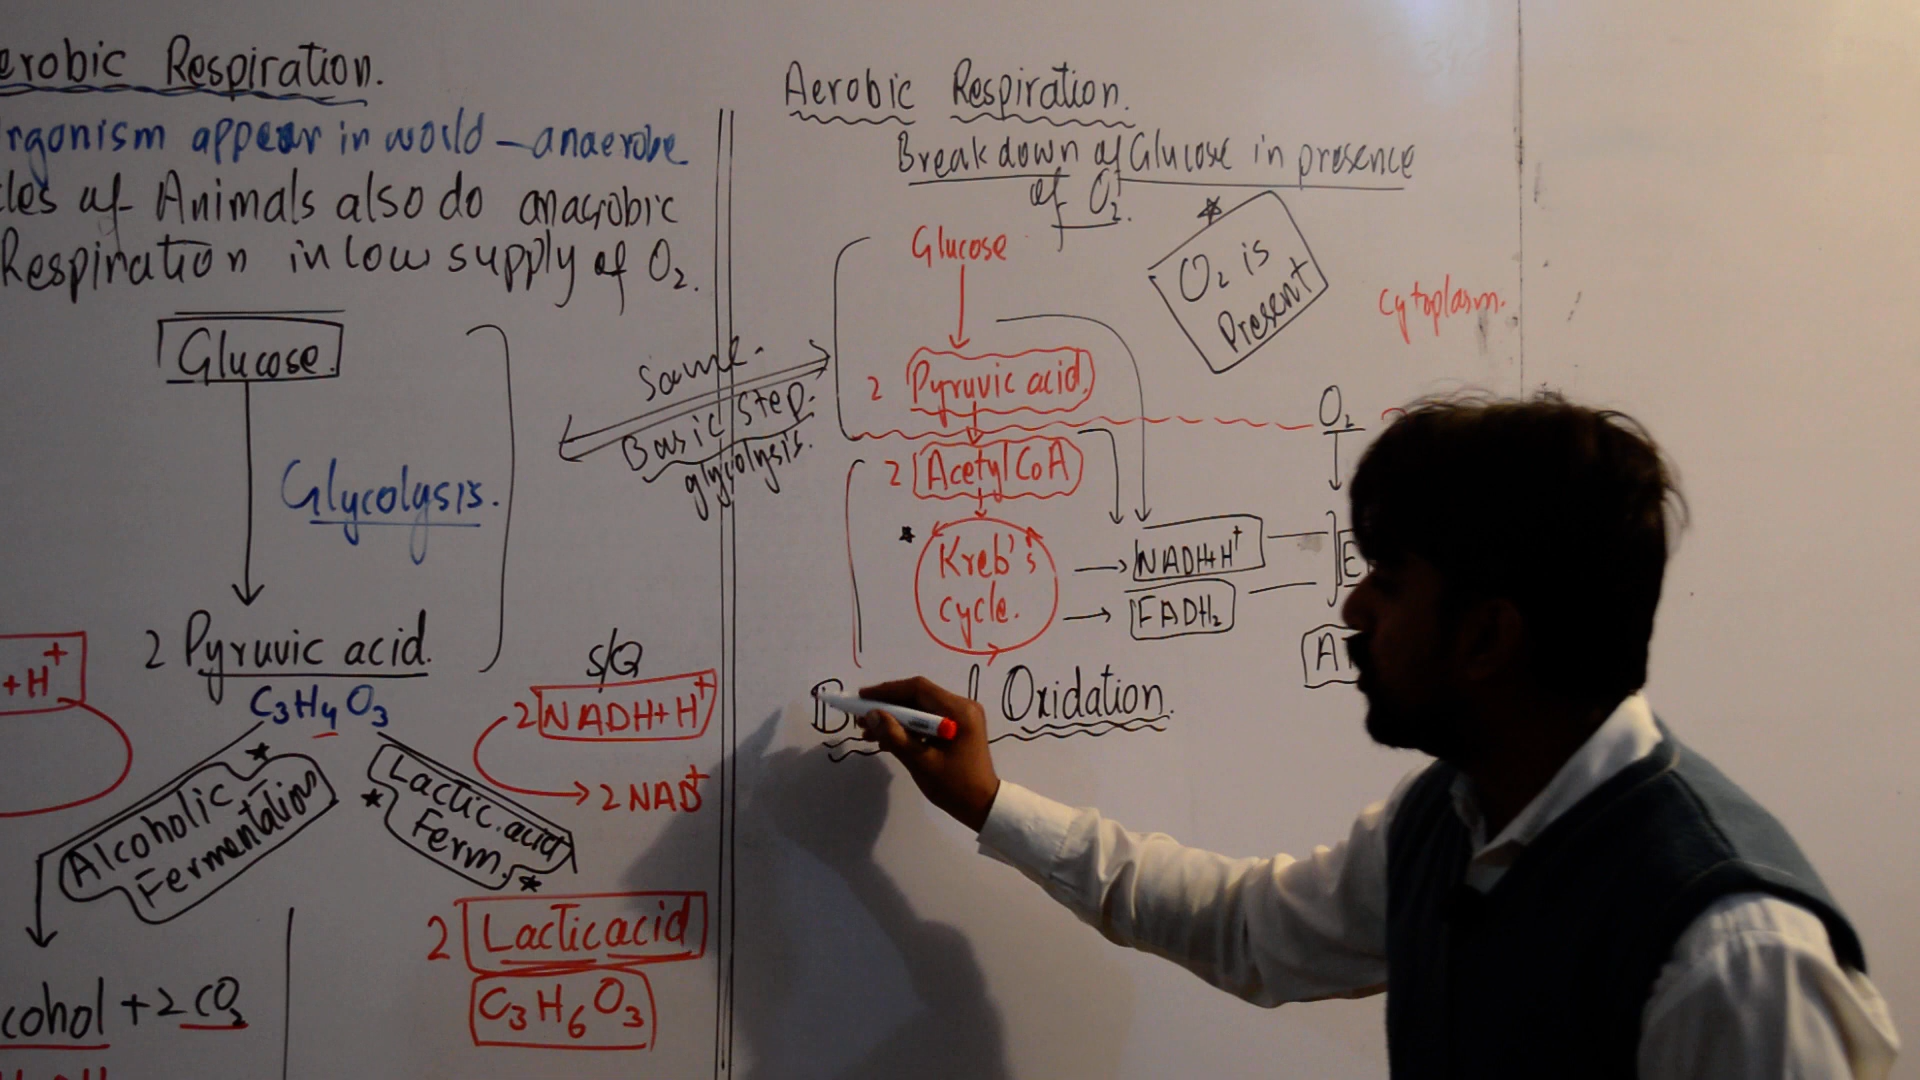 erobic Respiration.
rganism appear in world - anaerobe
cles of Animals also do anaerobic
Respiration in low supply of O2.
Glucose
Glycolysis.
2 Pyruvic acid.
C3H4O3
+H+
S/Q
2 NADH+H+
2 NAD+
Alcoholic
Fermentation
Lactic acid
Ferm.
cohol + 2CO2
2 Lactic acid
C3H6O3
Same
Basic step.
glycolysis.
Aerobic Respiration.
Breakdown of Glucose in presence
of O2.
Glucose
O2 is
Present
cytoplasm.
2 Pyruvic acid
O2
2 Acetyl CoA
Kreb's
cycle.
NADH+H+
FADH2
E
A
Oxidation.